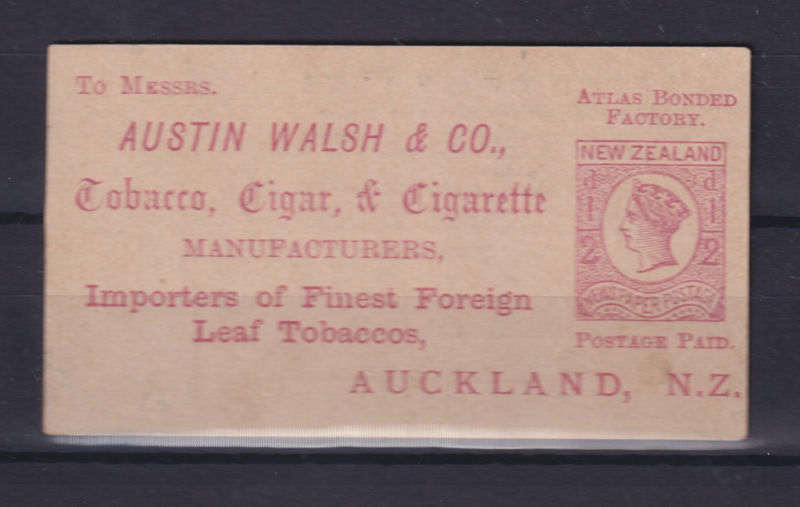 To Messrs.
AUSTIN WALSH & CO.,
Tobacco, Cigar, & Cigarette
MANUFACTURERS,
Importers of Finest Foreign
Leaf Tobaccos,
AUCKLAND, N.Z.
Atlas Bonded
Factory.
NEW ZEALAND
d d
1/2 1/2
NEWSPAPER POSTAGE
Postage Paid.